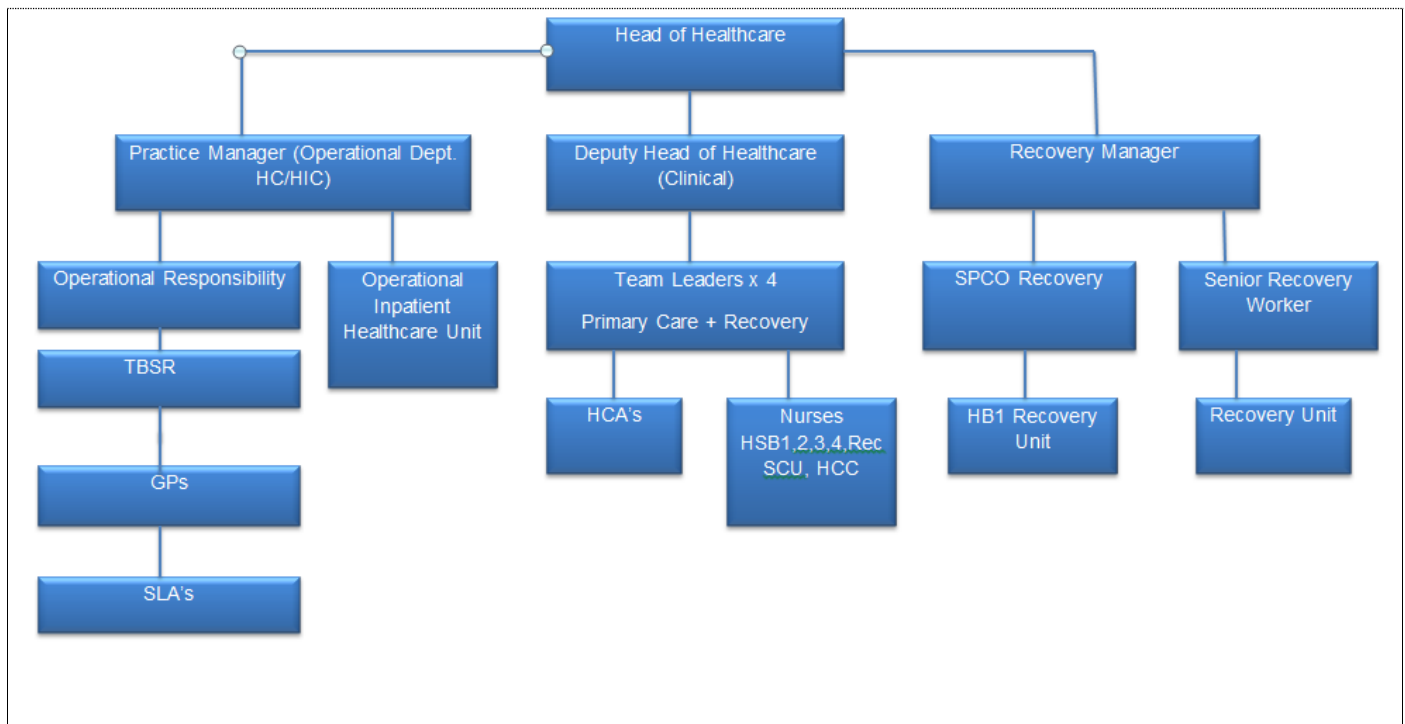 Head of Healthcare
Practice Manager (Operational Dept.
HC/HIC)
Deputy Head of Healthcare
(Clinical)
Recovery Manager
Operational Responsibility
Operational
Inpatient
Healthcare Unit
Team Leaders x 4
Primary Care + Recovery
SPCO Recovery
Senior Recovery
Worker
TBSR
HCA's
Nurses
HSB1,2,3,4,Rec
SCU, HCC
HB1 Recovery
Unit
Recovery Unit
GPs
SLA's